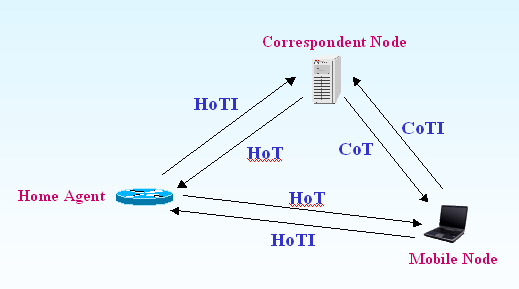 Correspondent Node
HoTI
CoTI
HoT
CoT
Home Agent
HoT
HoTI
Mobile Node